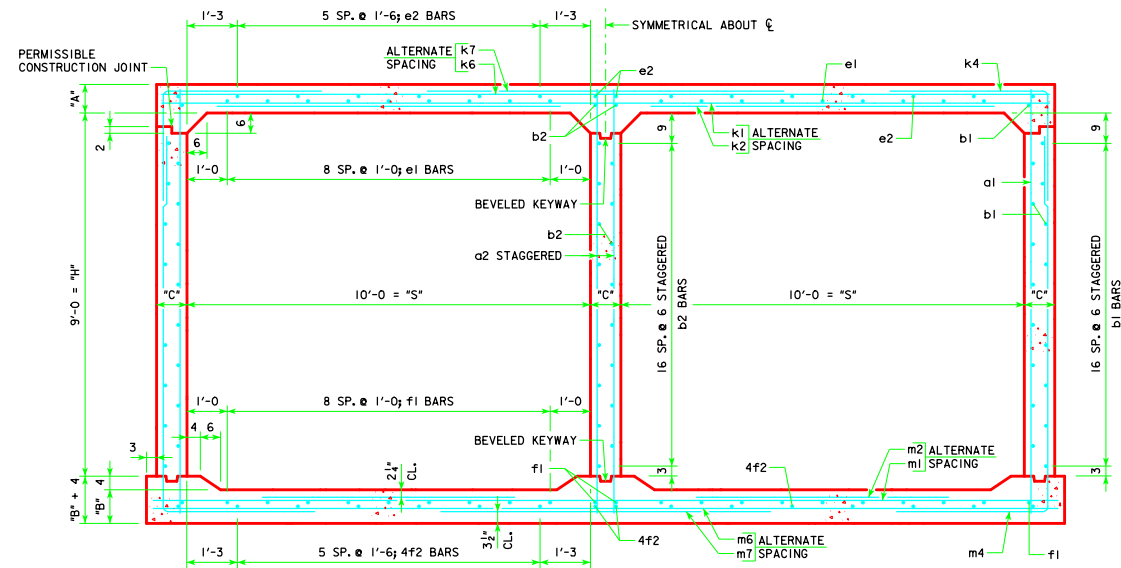 1'-3
5 SP. @ 1'-6; e2 BARS
1'-3
SYMMETRICAL ABOUT ℄
PERMISSIBLE
CONSTRUCTION JOINT
ALTERNATE k7
SPACING k6
e2
e1
k4
"A"
6
9
9
2
6
b2
k1 ALTERNATE
k2 SPACING
e2
b1
1'-0
8 SP. @ 1'-0; e1 BARS
1'-0
a1
BEVELED KEYWAY
b1
b2
a2 STAGGERED
9'-0 = "H"
"C"
10'-0 = "S"
"C"
10'-0 = "S"
"C"
16 SP. @ 6 STAGGERED
b2 BARS
16 SP. @ 6 STAGGERED
b1 BARS
1'-0
8 SP. @ 1'-0; f1 BARS
1'-0
4
6
3
BEVELED KEYWAY
m2 ALTERNATE
m1 SPACING
f1
4f2
3
3
2 1/4"
CL.
"B" + 4
"B"
4
3 1/2"
CL.
4f2
m6 ALTERNATE
m7 SPACING
m4
f1
1'-3
5 SP. @ 1'-6; 4f2 BARS
1'-3